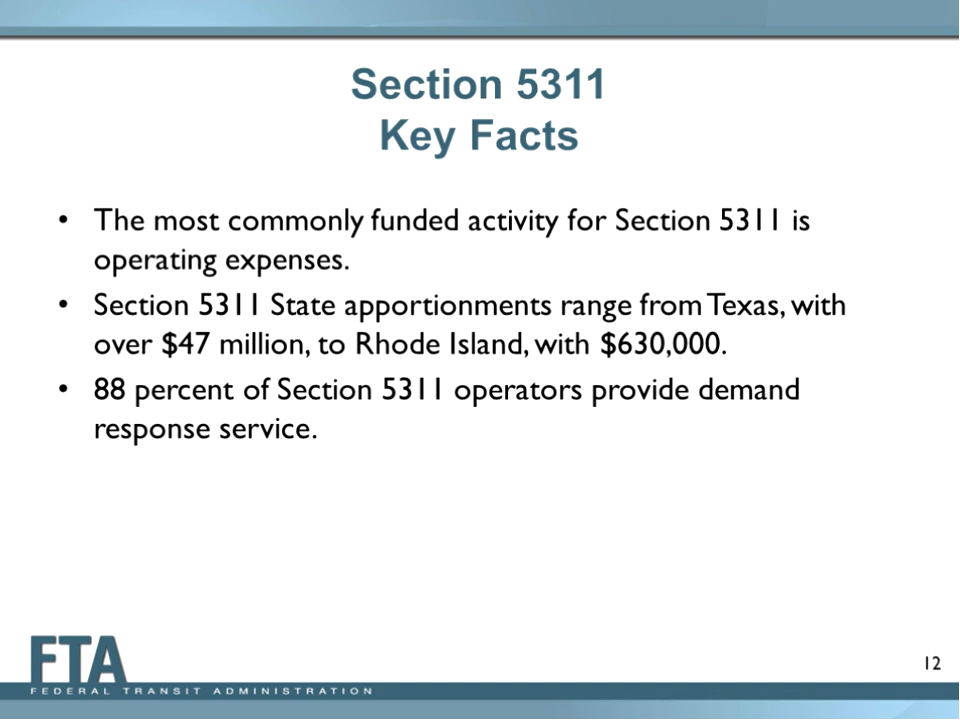 Section 5311
Key Facts
• The most commonly funded activity for Section 5311 is
operating expenses.
• Section 5311 State apportionments range from Texas, with
over $47 million, to Rhode Island, with $630,000.
• 88 percent of Section 5311 operators provide demand
response service.
FTA
FEDERAL TRANSIT ADMINISTRATION
12